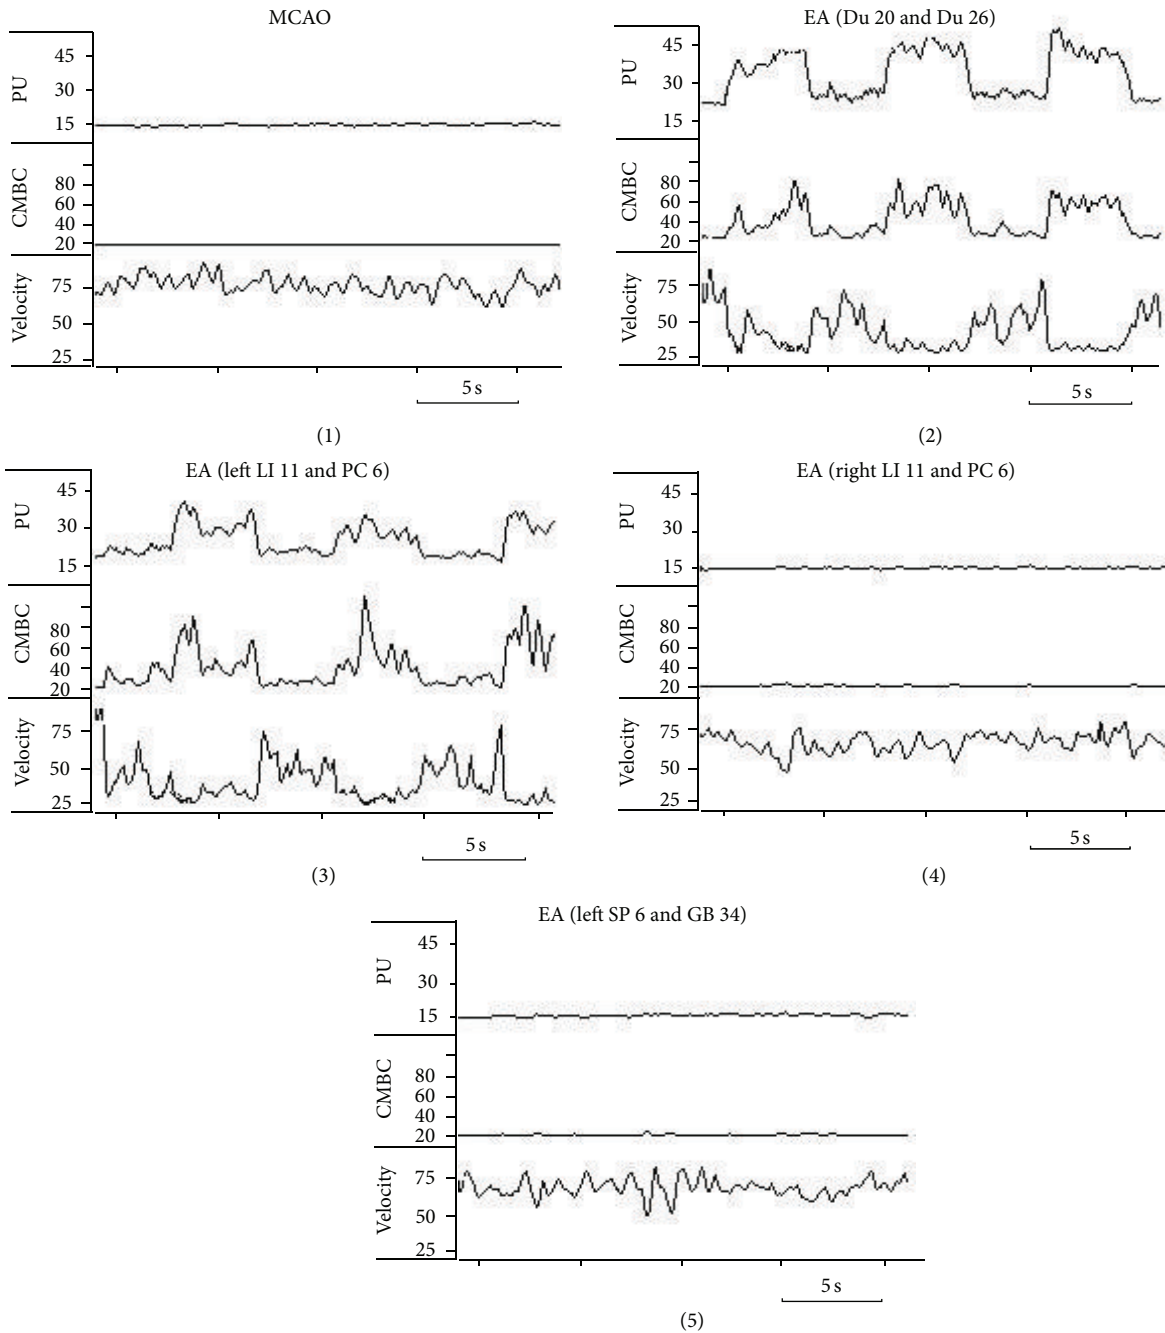 MCAO
PU
45
30
15
CMBC
80
60
40
20
Velocity
75
50
25
5 s
(1)
EA (Du 20 and Du 26)
PU
45
30
15
CMBC
80
60
40
20
Velocity
75
50
25
5 s
(2)
EA (left LI 11 and PC 6)
PU
45
30
15
CMBC
80
60
40
20
Velocity
75
50
25
5 s
(3)
EA (right LI 11 and PC 6)
PU
45
30
15
CMBC
80
60
40
20
Velocity
75
50
25
5 s
(4)
EA (left SP 6 and GB 34)
PU
45
30
15
CMBC
80
60
40
20
Velocity
75
50
25
5 s
(5)